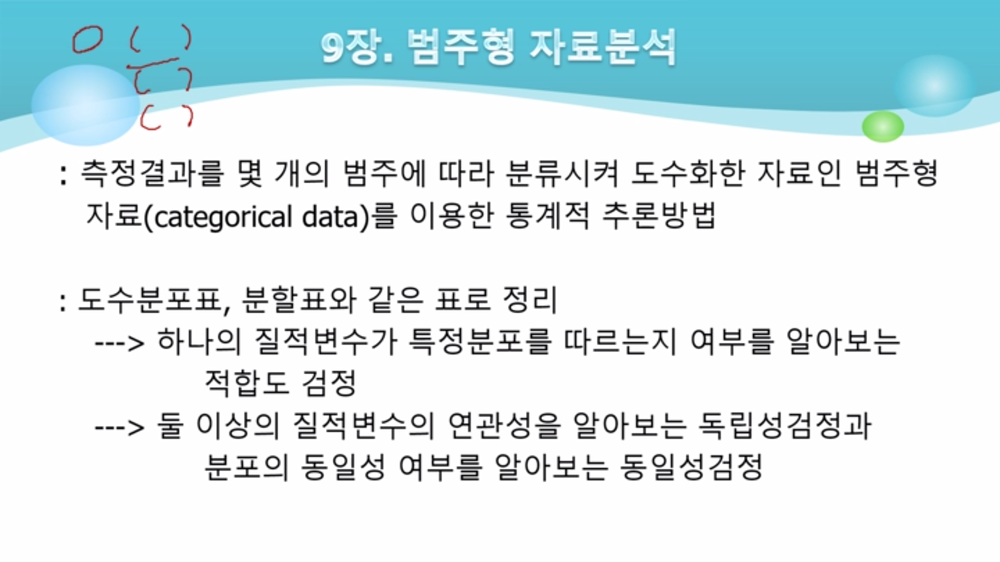 9장. 범주형 자료분석
: 측정결과를 몇 개의 범주에 따라 분류시켜 도수화한 자료인 범주형
자료(categorical data)를 이용한 통계적 추론방법
: 도수분포표, 분할표와 같은 표로 정리
---> 하나의 질적변수가 특정분포를 따르는지 여부를 알아보는
적합도 검정
---> 둘 이상의 질적변수의 연관성을 알아보는 독립성검정과
분포의 동일성 여부를 알아보는 동일성검정